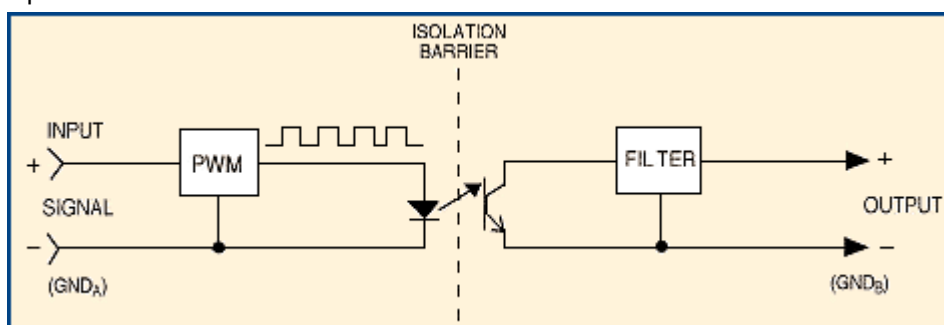 ISOLATION
BARRIER
INPUT
+
PWM
FILTER
+
SIGNAL
OUTPUT
−
−
(GNDA)
(GNDB)